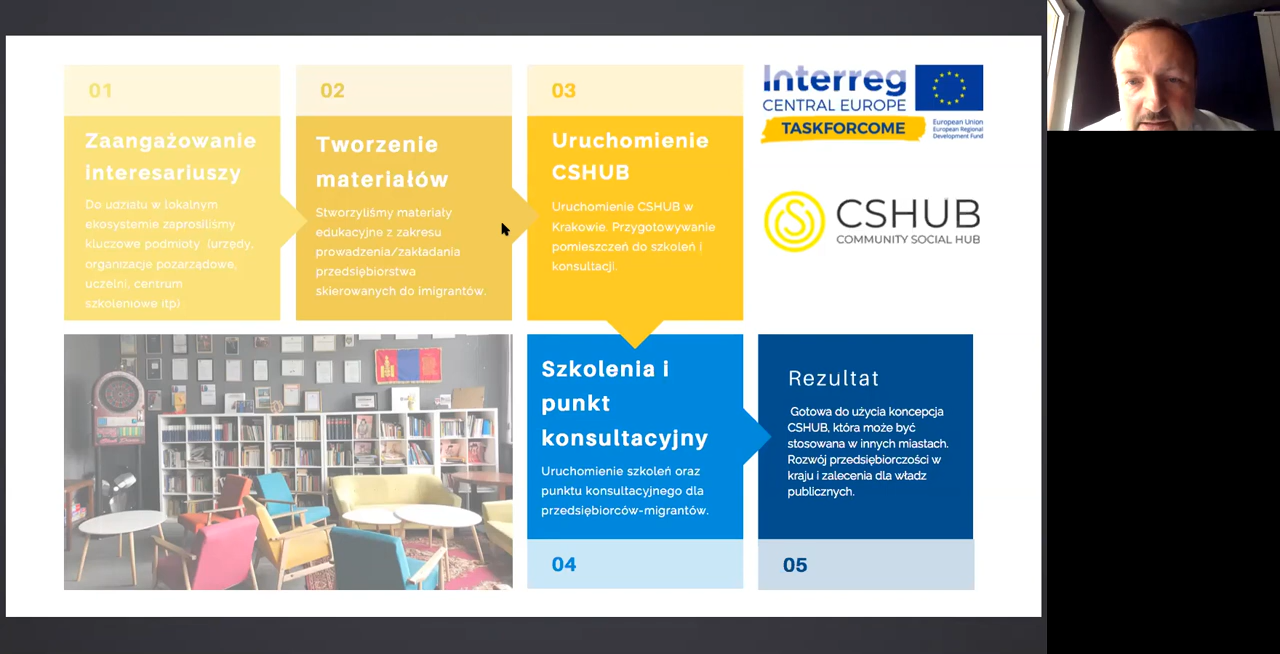 01
Zaangażowanie
interesariuszy
Do udziału w lokalnym
ekosystemie zaprosiliśmy
kluczowe podmioty (urzędy,
organizacje pozarządowe,
uczelni, centrum
szkoleniowe itp)
02
Tworzenie
materiałów
Stworzyliśmy materiały
edukacyjne z zakresu
prowadzenia/zakładania
przedsiębiorstwa
skierowanych do imigrantów.
03
Uruchomienie
CSHUB
Uruchomienie CSHUB w
Krakowie. Przygotowywanie
pomieszczeń do szkoleń i
konsultacji.
Interreg
CENTRAL EUROPE
TASKFORCOME
European Union
European Regional
Development Fund
CSHUB
COMMUNITY SOCIAL HUB
Szkolenia i
punkt
konsultacyjny
Uruchomienie szkoleń oraz
punktu konsultacyjnego dla
przedsiębiorców-migrantów.
04
Rezultat
Gotowa do użycia koncepcja
CSHUB, która może być
stosowana w innych miastach.
Rozwój przedsiębiorczości w
kraju i zalecenia dla władz
publicznych.
05